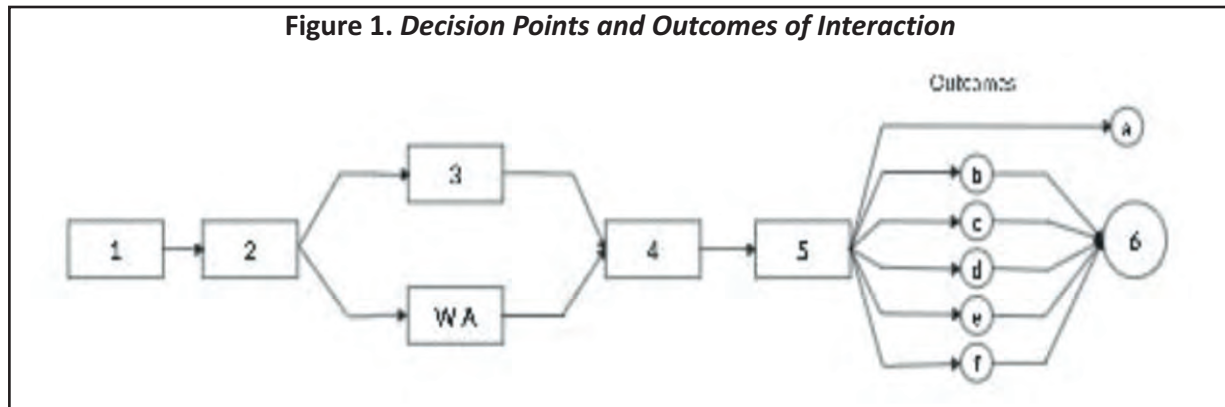 Figure 1. Decision Points and Outcomes of Interaction
Outcomes
a
3
b
1
2
c
6
4
5
d
WA
e
f